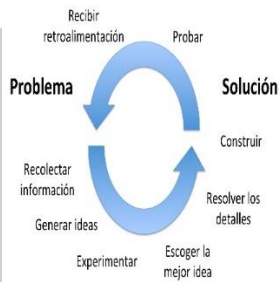 Recibir
retroalimentación
Probar
Problema
Solución
Construir
Recolectar
información
Resolver los
detalles
Generar ideas
Escoger la
mejor idea
Experimentar